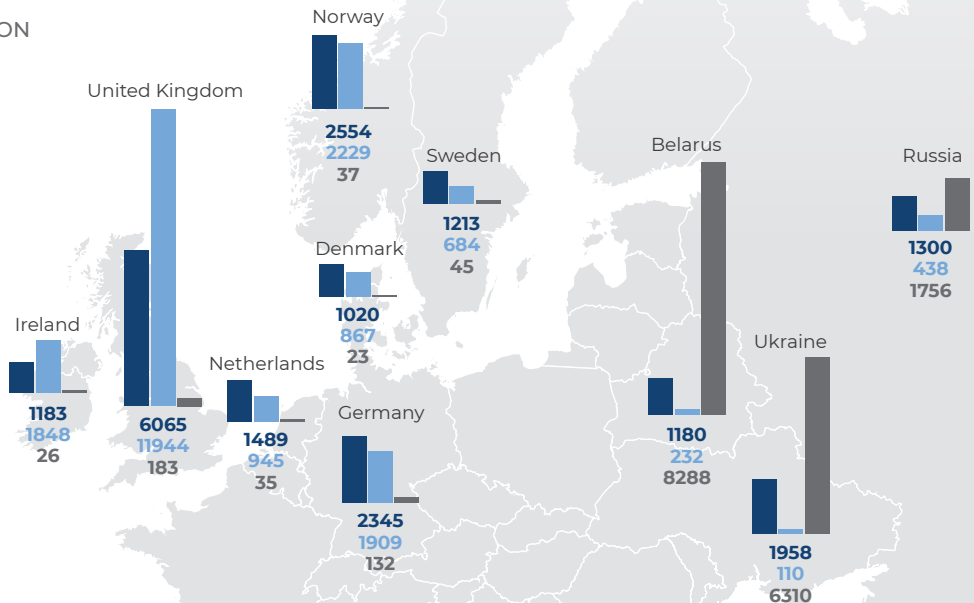 ON
Norway
2554
2229
37
United Kingdom
6065
11944
183
Sweden
1213
684
45
Belarus
1180
232
8288
Russia
1300
438
1756
Denmark
1020
867
23
Ireland
1183
1848
26
Netherlands
1489
945
35
Germany
2345
1909
132
Ukraine
1958
110
6310